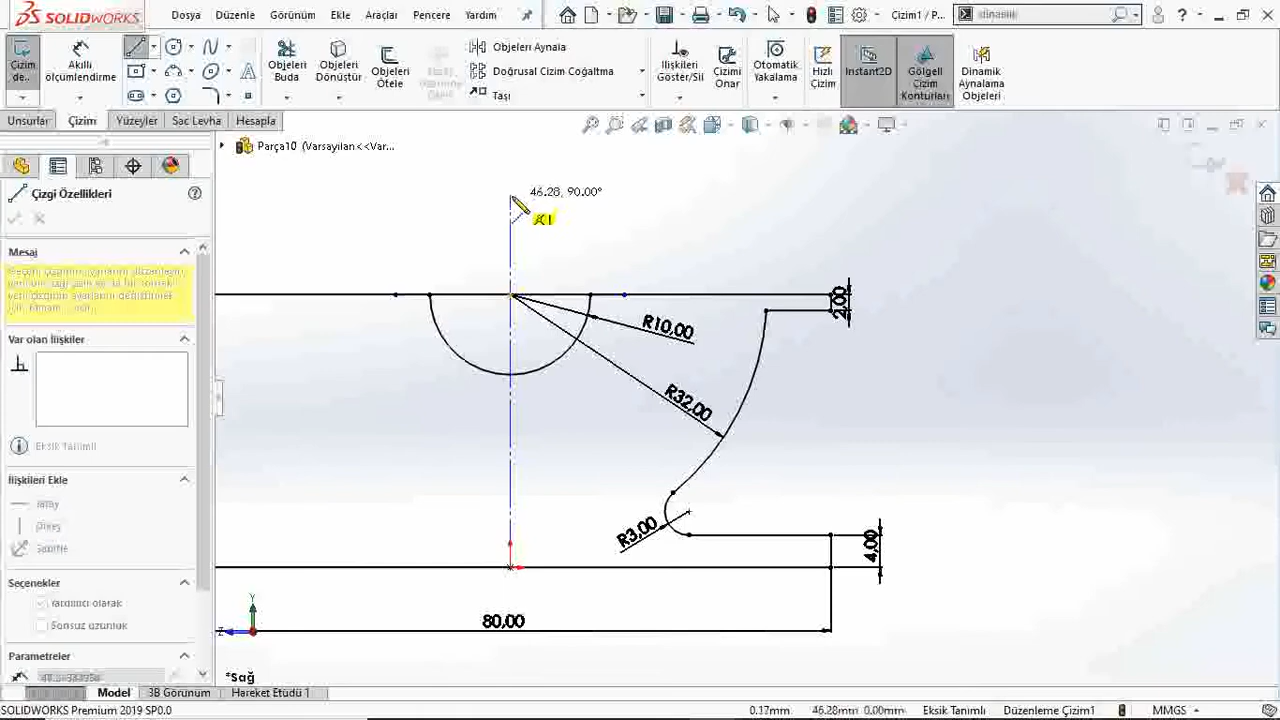 SOLIDWORKS
Dosya Düzenle Görünüm Ekle Araçlar Pencere Yardım
Çizim1 / P...
Çizim de...
Akıllı ölçümlendirme
Objeleri Buda
Objeleri Dönüştür
Objeleri Ötele
Objeleri Aynala
Doğrusal Çizim Çoğaltma
Taşı
İlişkileri Göster/Sil
Çizimi Onar
Otomatik Yakalama
Hızlı Çizim
Instant2D
Gölgeli Çizim Konturları
Dinamik Aynalama Objeleri
Unsurlar Çizim Yüzeyler Sac Levha Hesapla
Parça10 (Varsayılan<<Var...
Çizgi Özellikleri
Mesaj
Var olan İlişkiler
Eksik Tanımlı
İlişkileri Ekle
Yatay
Dikey
Sabitle
Seçenekler
Yardımcı olarak
Sonsuz uzunluk
Parametreler
46.28, 90.00°
2,00
R10,00
R32,00
R3,00
4,00
80,00
Y
Z
*Sağ
Model 3B Görünüm Hareket Etüdü 1
SOLIDWORKS Premium 2019 SP0.0
0.17mm 46.28mm 0.00mm Eksik Tanımlı Düzenleme Çizim1 MMGS